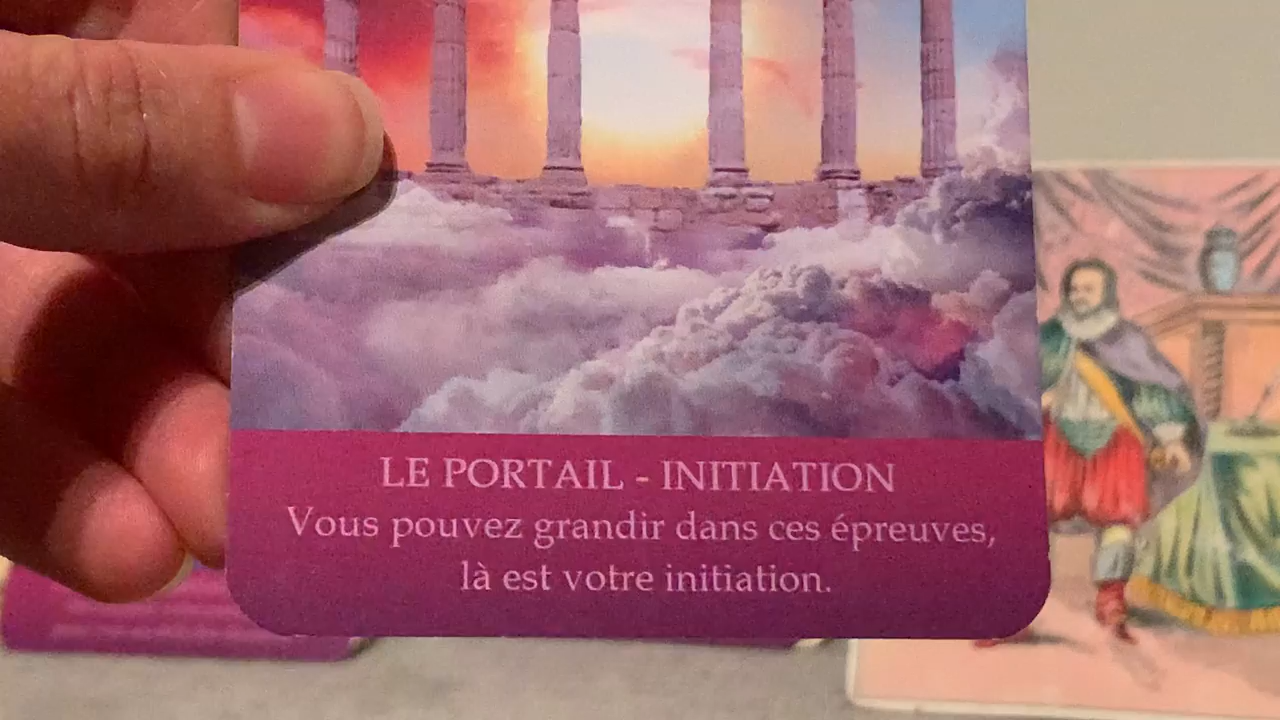 LE PORTAIL - INITIATION
Vous pouvez grandir dans ces épreuves,
là est votre initiation.